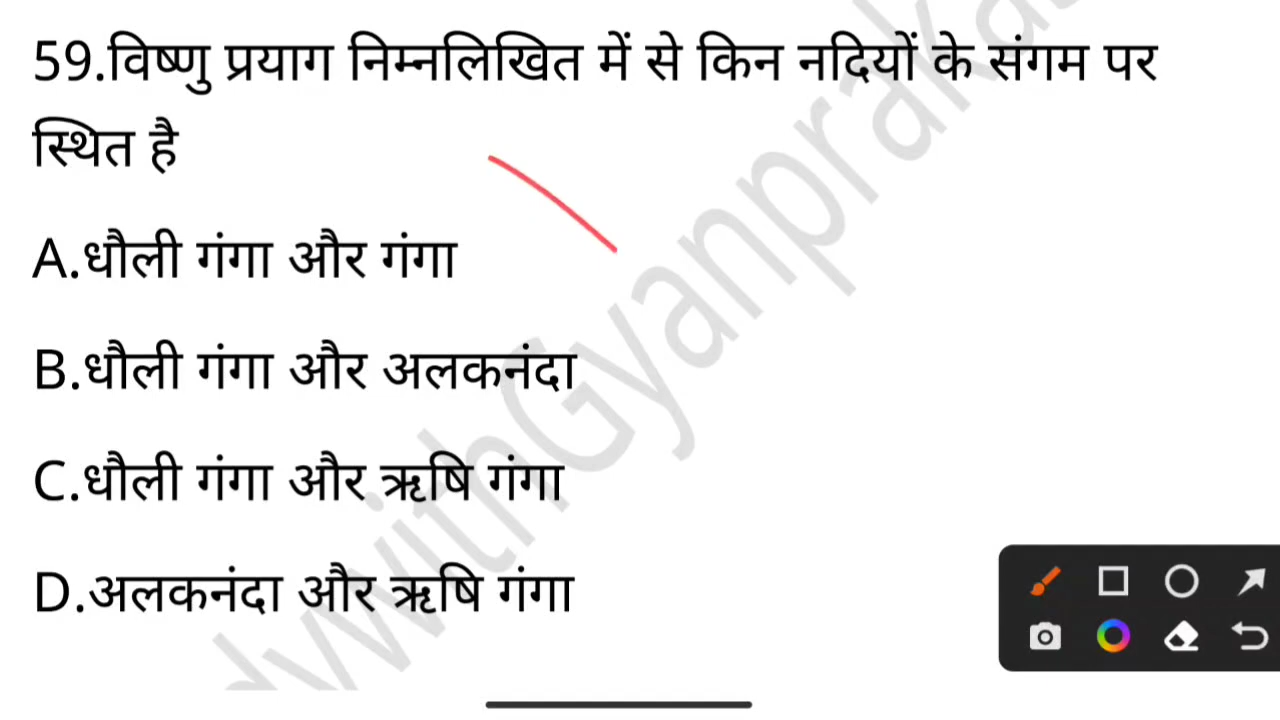 59.विष्णु प्रयाग निम्नलिखित में से किन नदियों के संगम पर
स्थित है
A.धौली गंगा और गंगा
B.धौली गंगा और अलकनंदा
C.धौली गंगा और ऋषि गंगा
D.अलकनंदा और ऋषि गंगा